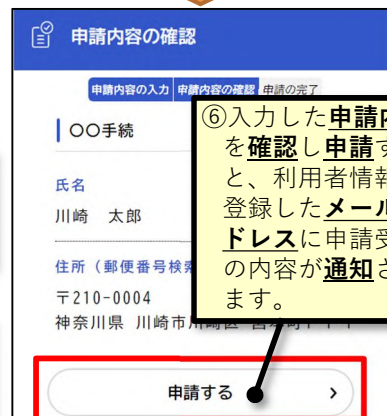 申請内容の確認
申請内容の入力 申請内容の確認 申請の完了
〇〇手続
⑥入力した申請内
を確認し申請す
と、利用者情報
登録したメール
ドレスに申請受
の内容が通知さ
ます。
氏名
川崎 太郎
住所（郵便番号検索
〒210-0004
神奈川県 川崎市川崎区
申請する